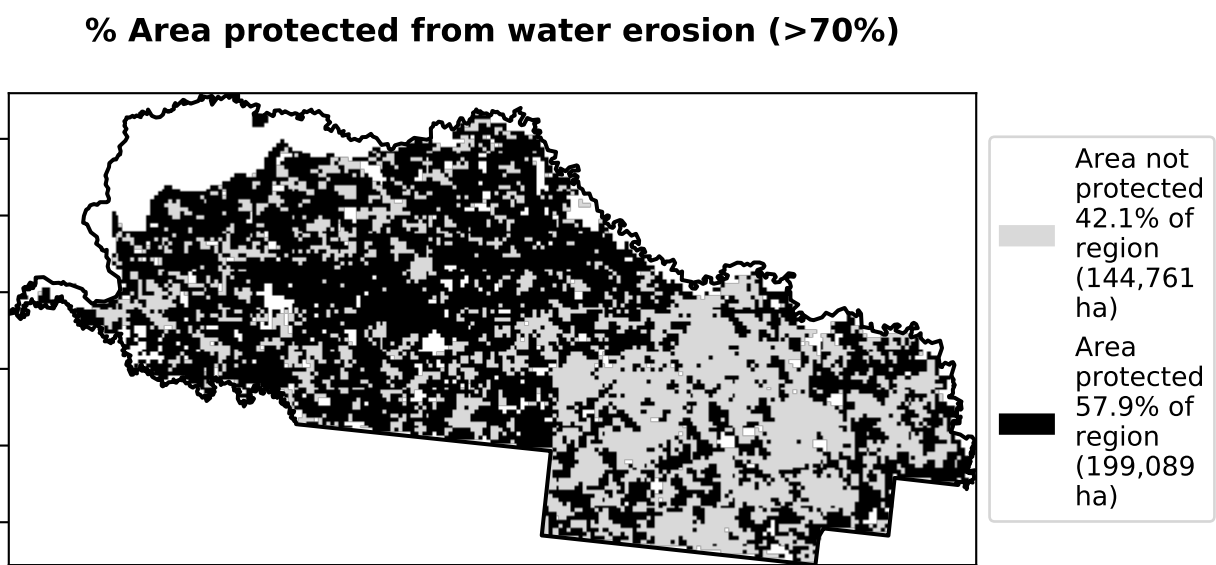 % Area protected from water erosion (>70%)
Area not
protected
42.1% of
region
(144,761
ha)
Area
protected
57.9% of
region
(199,089
ha)